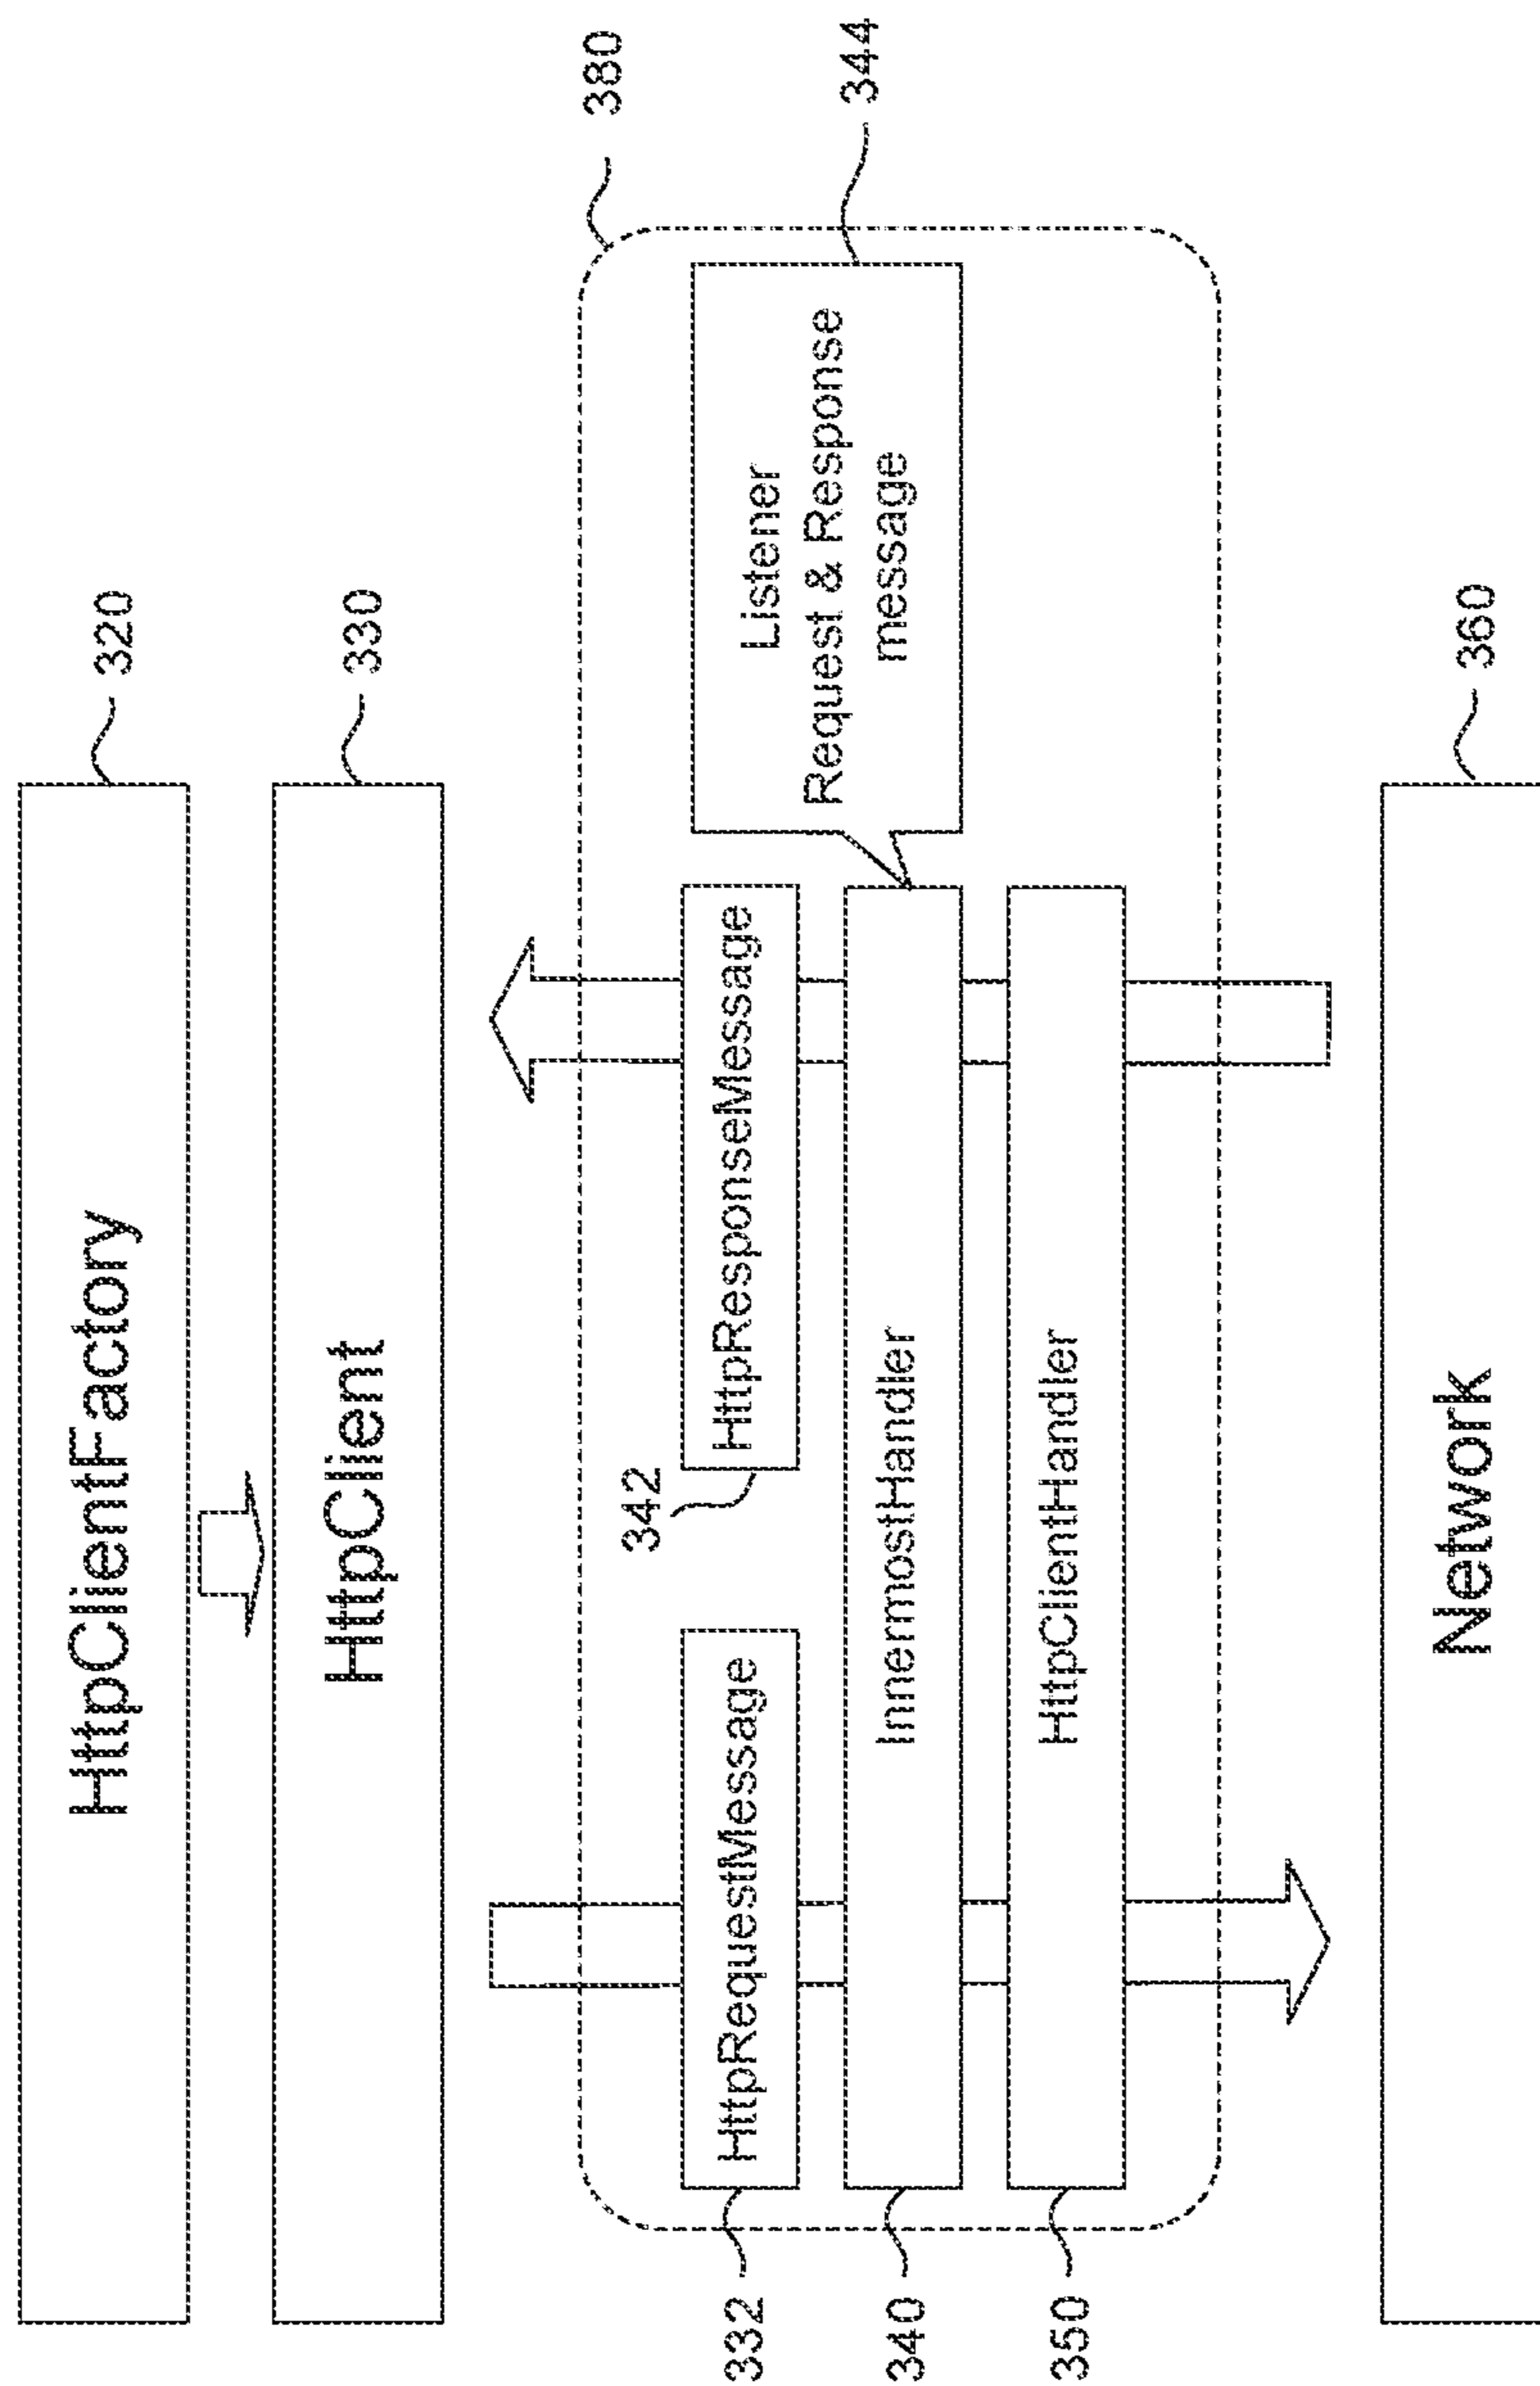 HttpClientFactory
320
HttpClient
330
380
HttpRequestMessage
332
342
HttpResponseMessage
Listener
Request & Response
message
344
InnermostHandler
340
HttpClientHandler
350
Network
360